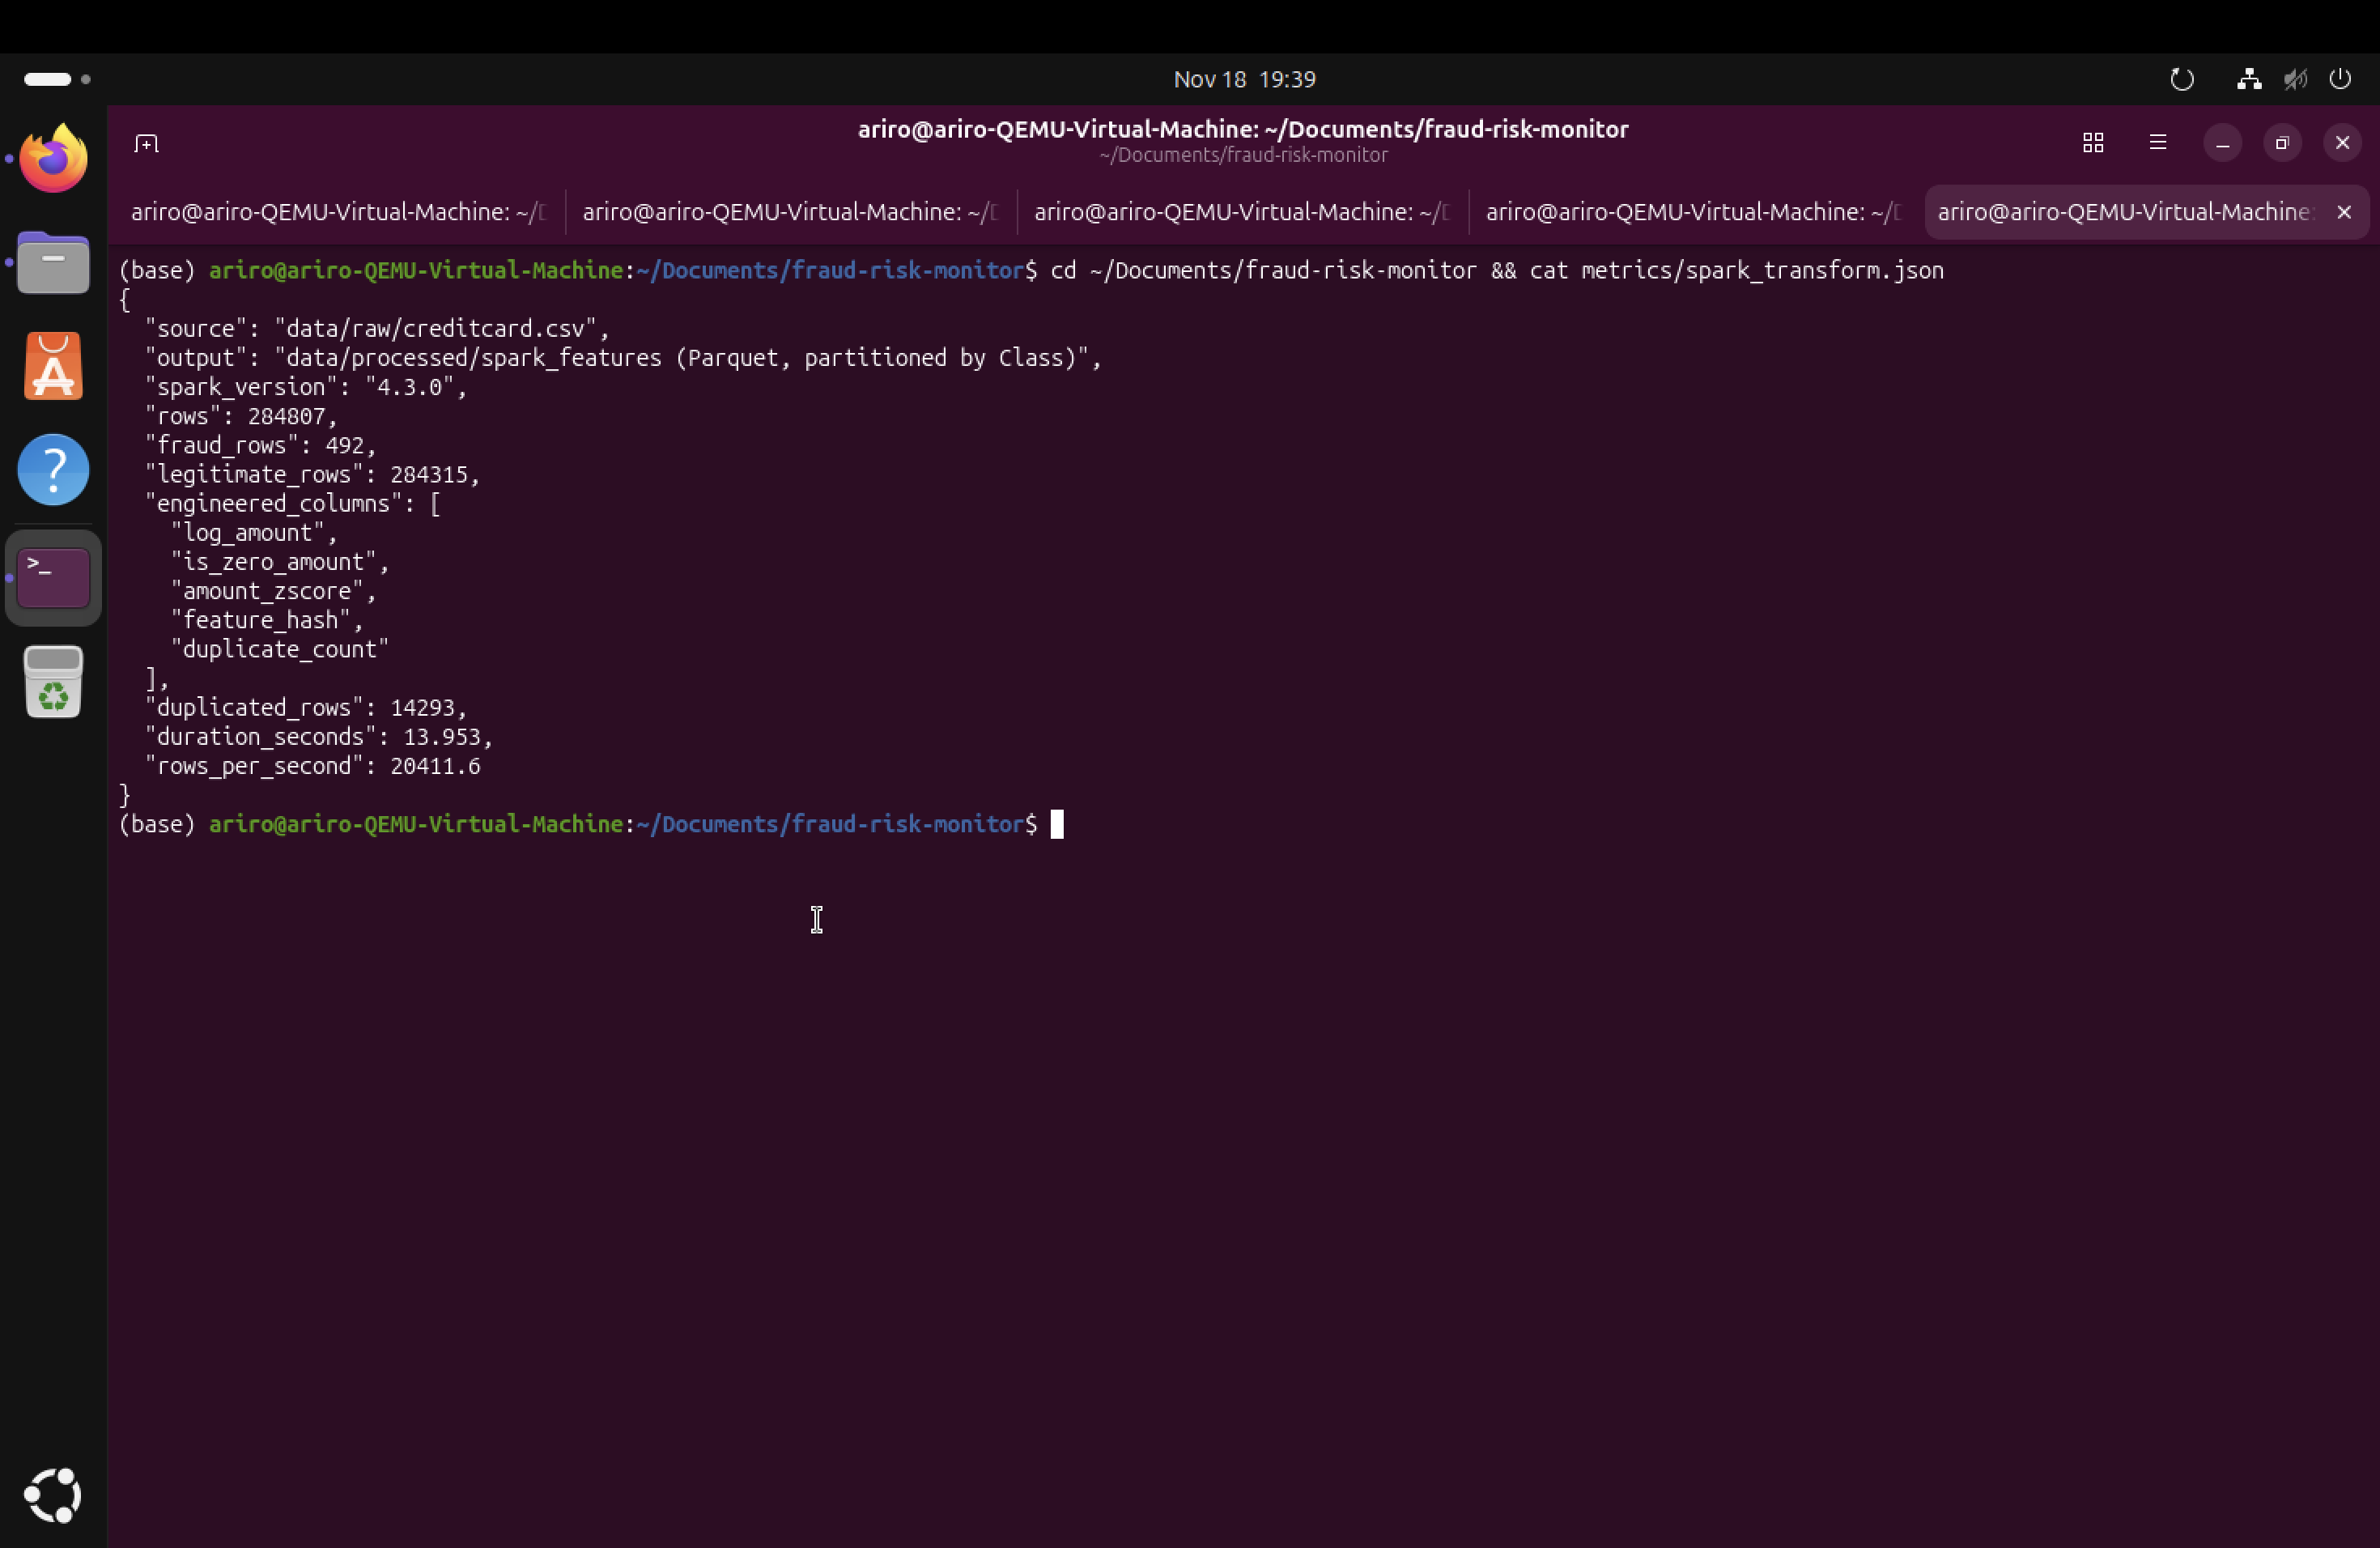 Nov 18 19:39
ariro@ariro-QEMU-Virtual-Machine: ~/Documents/fraud-risk-monitor
~/Documents/fraud-risk-monitor
ariro@ariro-QEMU-Virtual-Machine: ~/D
ariro@ariro-QEMU-Virtual-Machine: ~/D
ariro@ariro-QEMU-Virtual-Machine: ~/D
ariro@ariro-QEMU-Virtual-Machine: ~/D
ariro@ariro-QEMU-Virtual-Machine:
(base) ariro@ariro-QEMU-Virtual-Machine:~/Documents/fraud-risk-monitor$ cd ~/Documents/fraud-risk-monitor && cat metrics/spark_transform.json
{
  "source": "data/raw/creditcard.csv",
  "output": "data/processed/spark_features (Parquet, partitioned by Class)",
  "spark_version": "4.3.0",
  "rows": 284807,
  "fraud_rows": 492,
  "legitimate_rows": 284315,
  "engineered_columns": [
    "log_amount",
    "is_zero_amount",
    "amount_zscore",
    "feature_hash",
    "duplicate_count"
  ],
  "duplicated_rows": 14293,
  "duration_seconds": 13.953,
  "rows_per_second": 20411.6
}
(base) ariro@ariro-QEMU-Virtual-Machine:~/Documents/fraud-risk-monitor$